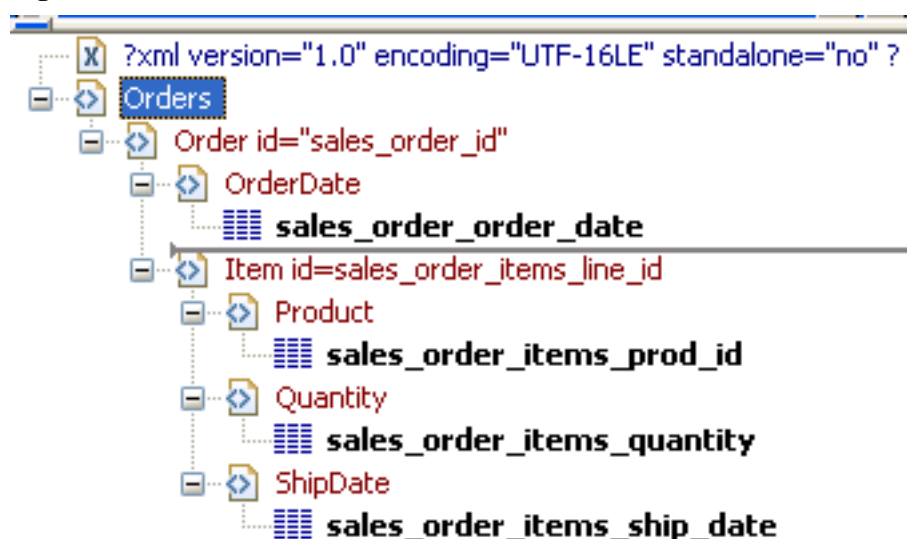 ?xml version="1.0" encoding="UTF-16LE" standalone="no" ?
Orders
Order id="sales_order_id"
OrderDate
sales_order_order_date
Item id=sales_order_items_line_id
Product
sales_order_items_prod_id
Quantity
sales_order_items_quantity
ShipDate
sales_order_items_ship_date